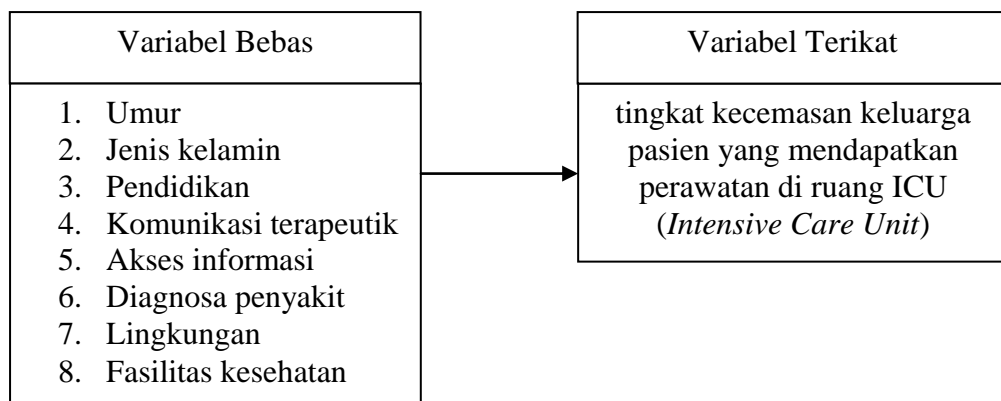 Variabel Bebas
1. Umur
2. Jenis kelamin
3. Pendidikan
4. Komunikasi terapeutik
5. Akses informasi
6. Diagnosa penyakit
7. Lingkungan
8. Fasilitas kesehatan
Variabel Terikat
tingkat kecemasan keluarga
pasien yang mendapatkan
perawatan di ruang ICU
(Intensive Care Unit)